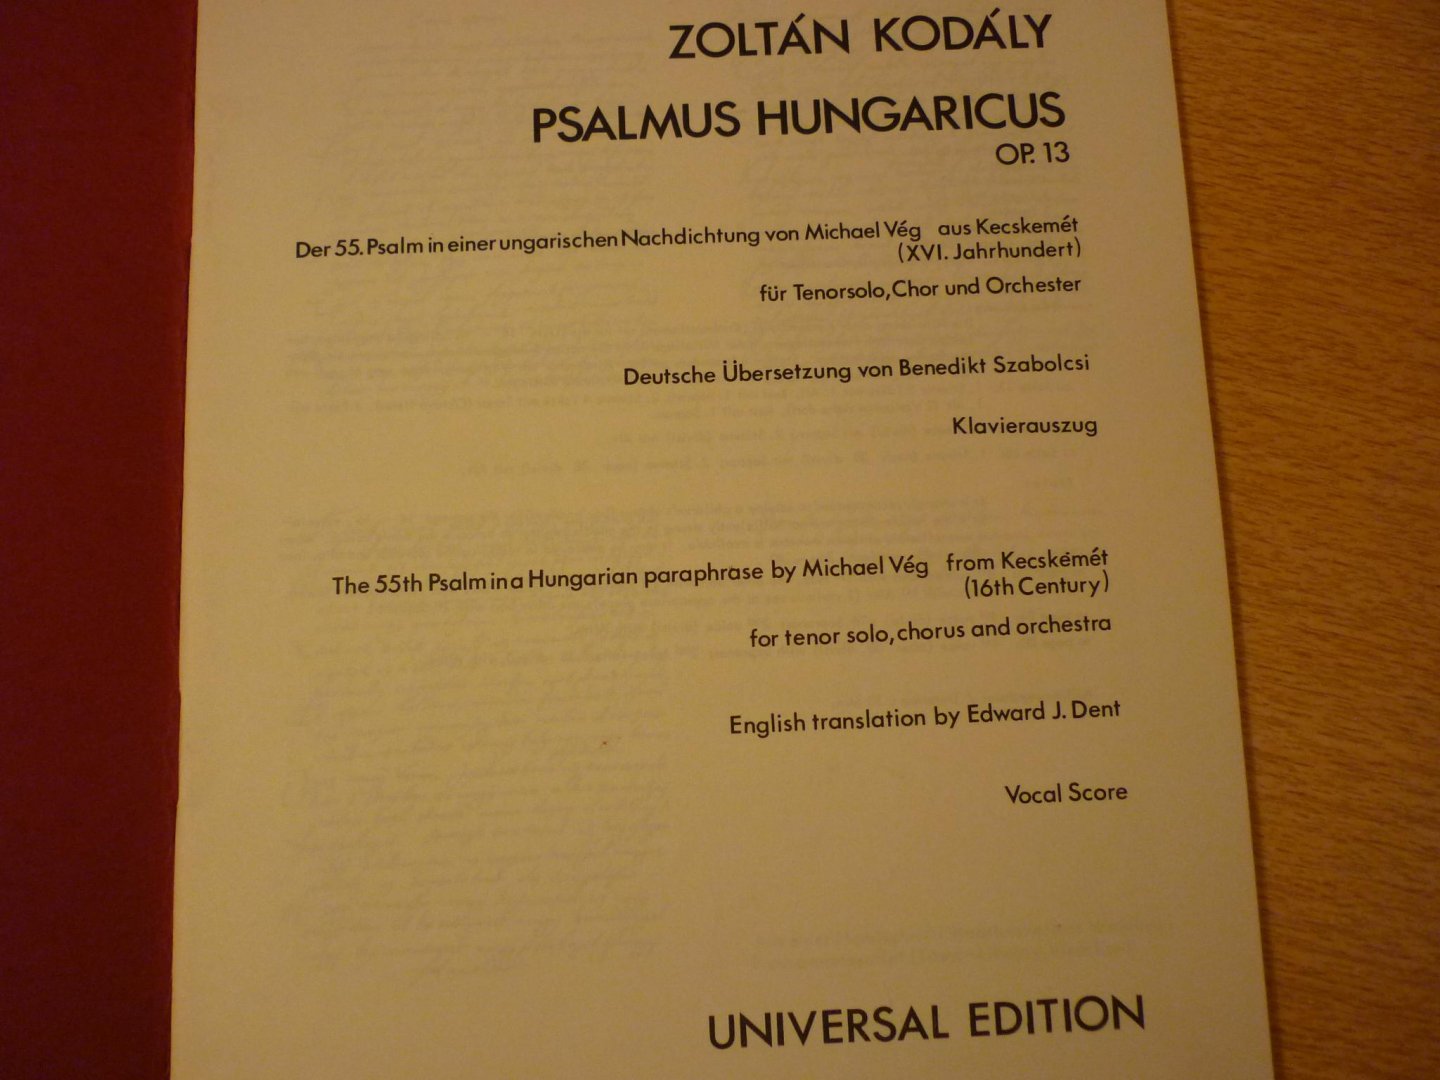 ZOLTÁN KODÁLY
PSALMUS HUNGARICUS
OP. 13
Der 55. Psalm in einer ungarischen Nachdichtung von Michael Vég aus Kecskemét
(XVI. Jahrhundert)
für Tenorsolo, Chor und Orchester
Deutsche Übersetzung von Benedikt Szabolcsi
Klavierauszug
The 55th Psalm in a Hungarian paraphrase by Michael Vég from Kecskemét
(16th Century)
for tenor solo, chorus and orchestra
English translation by Edward J. Dent
Vocal Score
UNIVERSAL EDITION